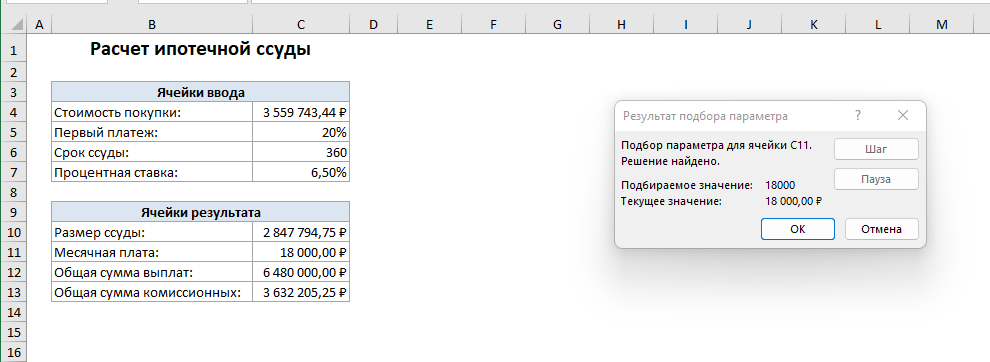 A B C D E F G H I J K L M
1 Расчет ипотечной ссуды
2
3 Ячейки ввода
4 Стоимость покупки: 3 559 743,44 ₽
5 Первый платеж: 20%
6 Срок ссуды: 360
7 Процентная ставка: 6,50%
8
9 Ячейки результата
10 Размер ссуды: 2 847 794,75 ₽
11 Месячная плата: 18 000,00 ₽
12 Общая сумма выплат: 6 480 000,00 ₽
13 Общая сумма комиссионных: 3 632 205,25 ₽
14
15
16
Результат подбора параметра ? ×
Подбор параметра для ячейки C11.
Решение найдено.
Шаг
Подбираемое значение: 18000
Пауза
Текущее значение: 18 000,00 ₽
ОК Отмена